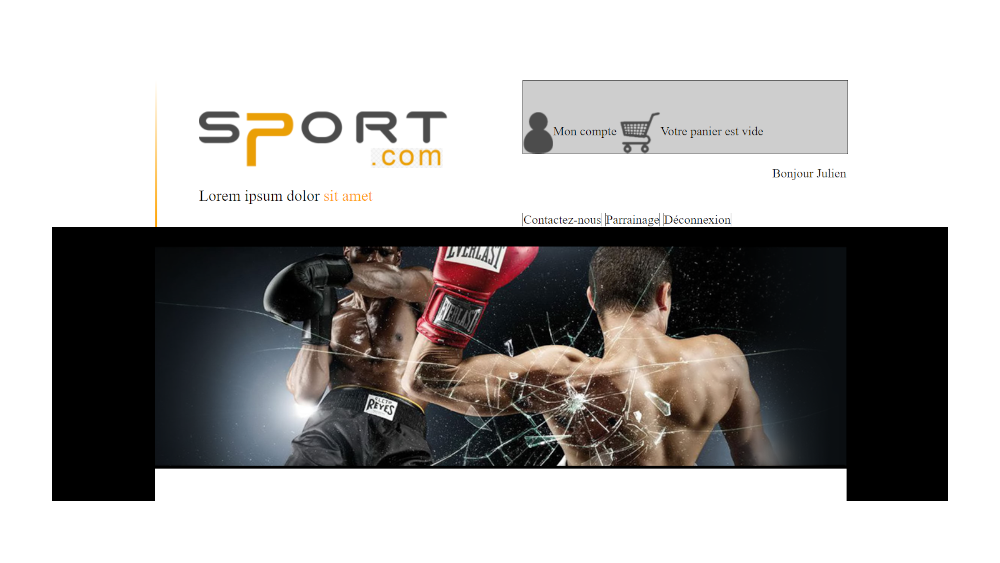 SPORT
.com
Lorem ipsum dolor sit amet
Mon compte
Votre panier est vide
Bonjour Julien
Contactez-nous Parrainage Déconnexion
EVERLAST
EVERLAST
CLETO
REYES